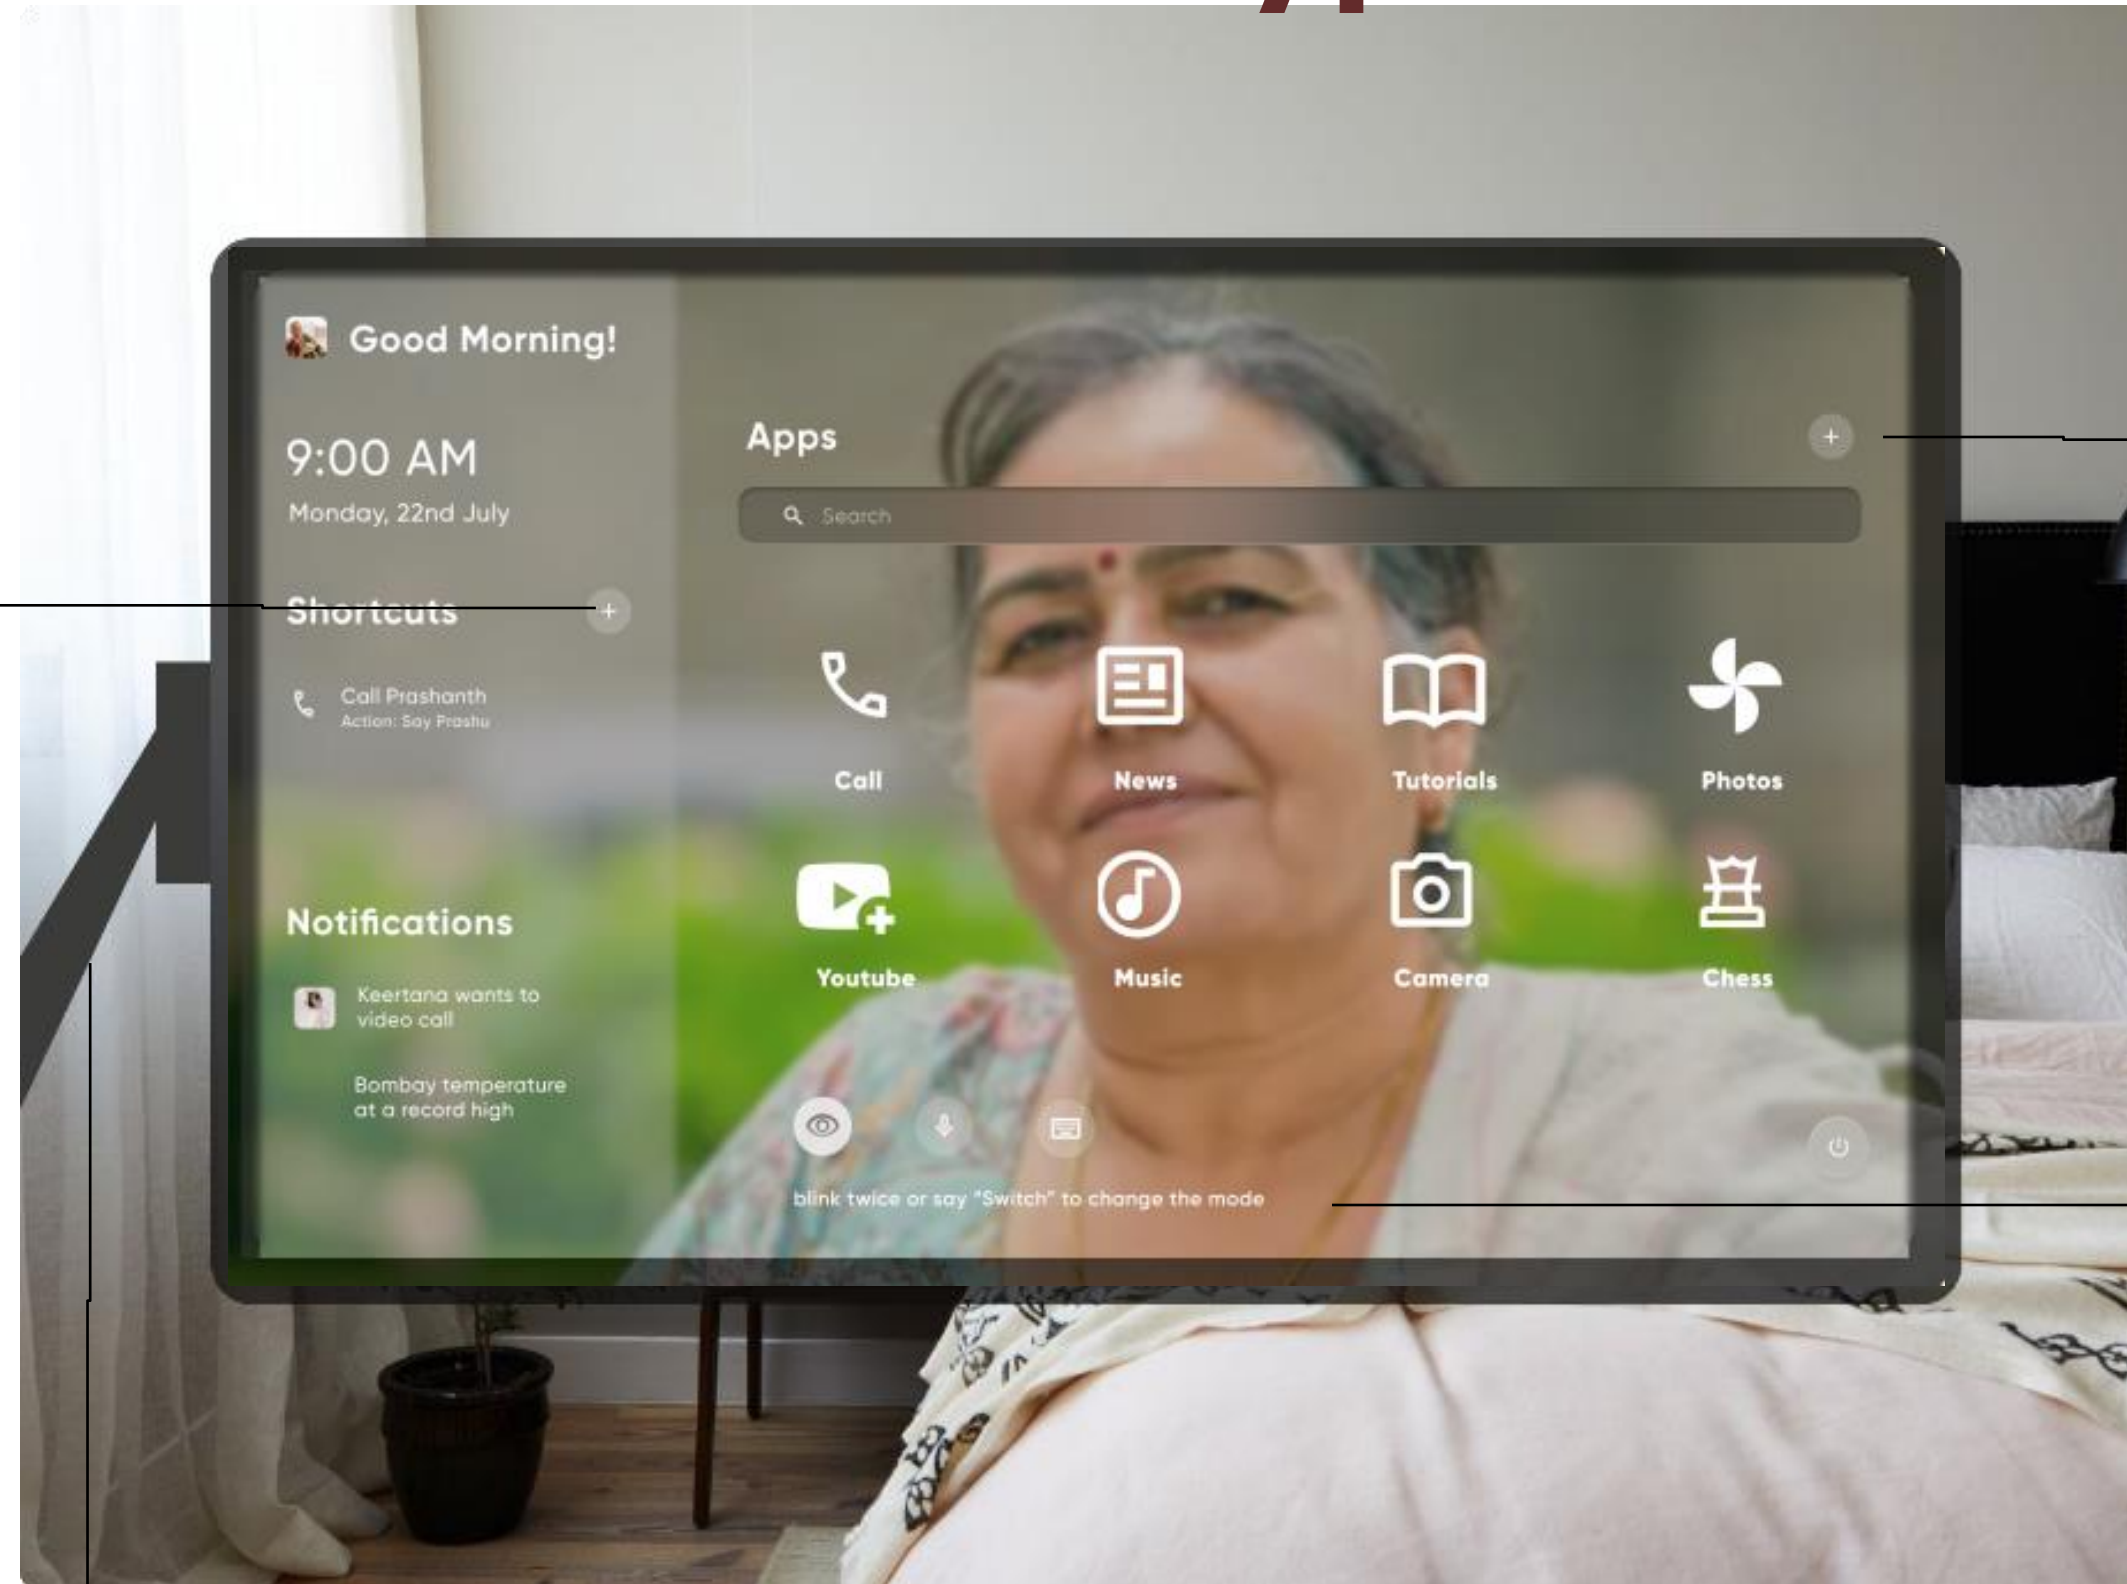 Good Morning!
9:00 AM
Monday, 22nd July
Shortcuts
Call Prashanth
Action: Say Prashu
Notifications
Keertana wants to
video call
Bombay temperature
at a record high
Apps
Search
Call
News
Tutorials
Photos
Youtube
Music
Camera
Chess
blink twice or say "Switch" to change the mode